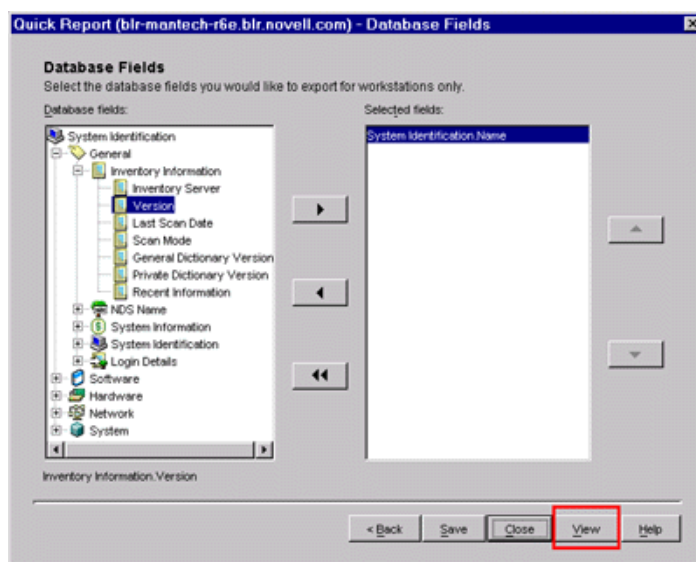 Quick Report (blr-mantech-r6e.blr.novell.com) - Database Fields
Database Fields
Select the database fields you would like to export for workstations only.
Database fields:
Selected fields:
System Identification
General
Inventory Information
Inventory Server
Version
Last Scan Date
Scan Mode
General Dictionary Version
Private Dictionary Version
Recent Information
NDS Name
System Information
System Identification
Login Details
Software
Hardware
Network
System
System Identification.Name
Inventory Information.Version
< Back
Save
Close
View
Help